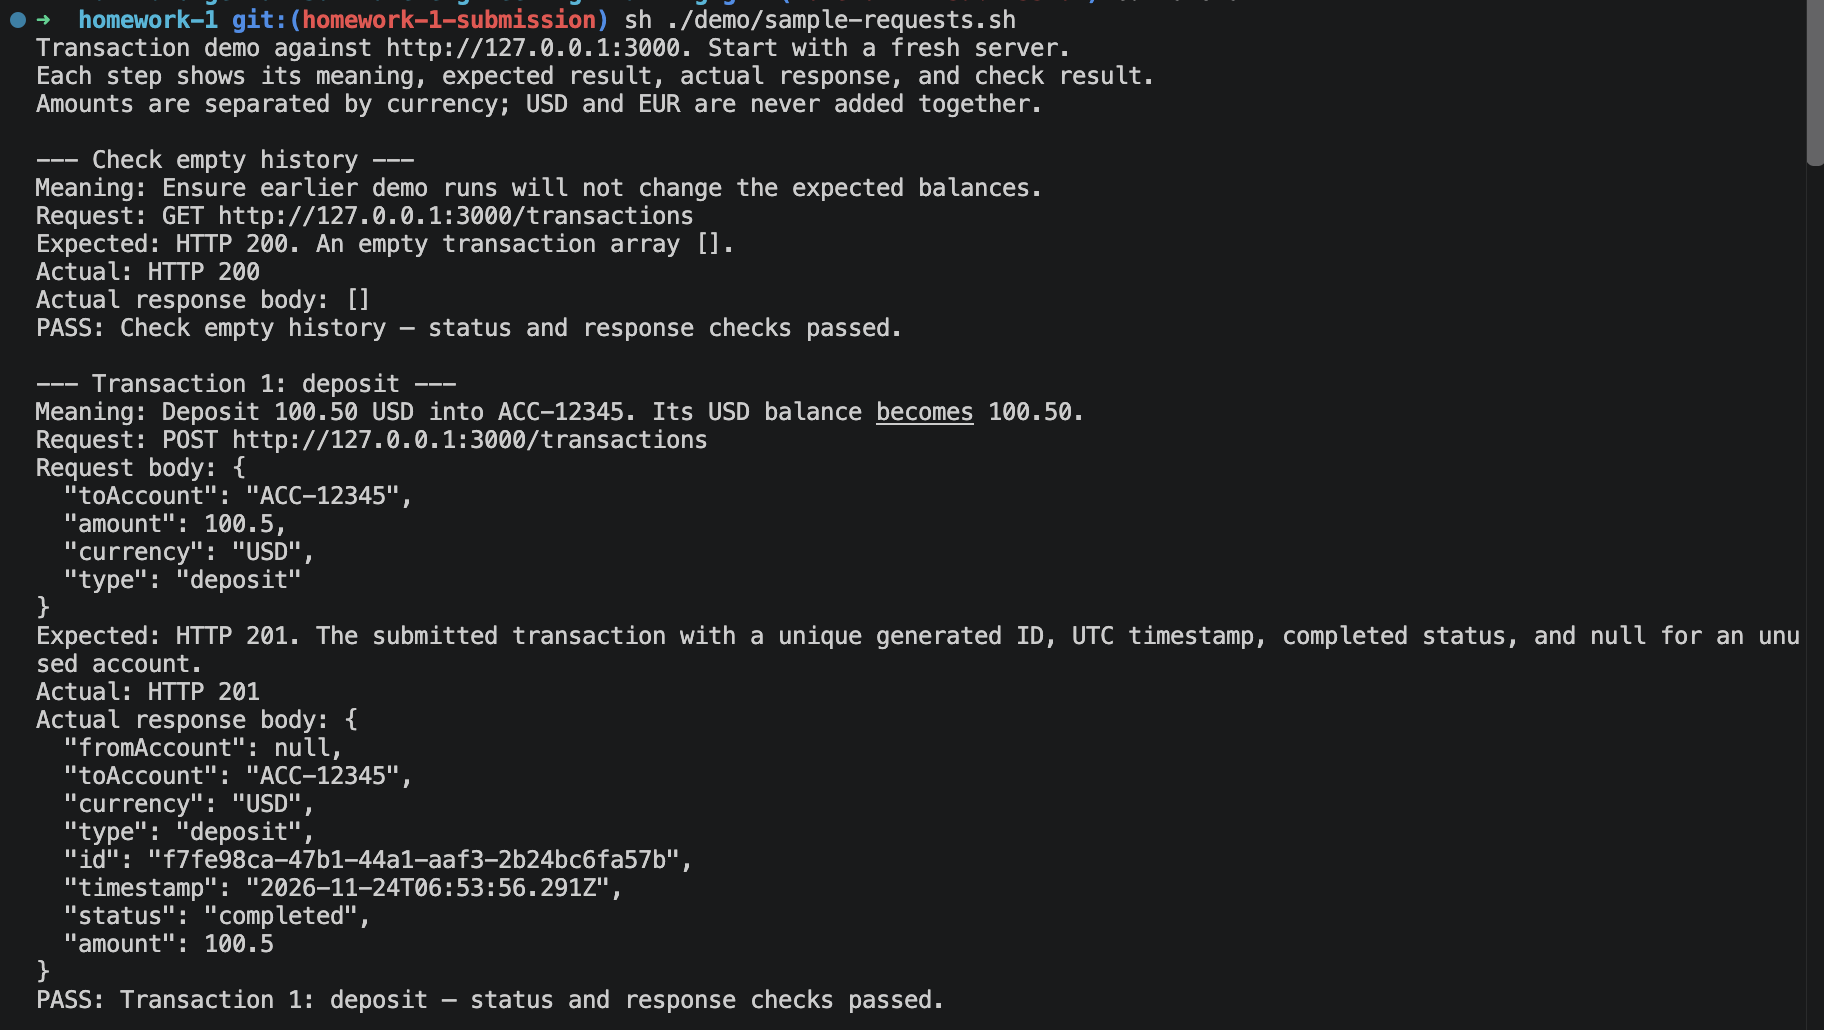 ➜  homework-1 git:(homework-1-submission) sh ./demo/sample-requests.sh
Transaction demo against http://127.0.0.1:3000. Start with a fresh server.
Each step shows its meaning, expected result, actual response, and check result.
Amounts are separated by currency; USD and EUR are never added together.

--- Check empty history ---
Meaning: Ensure earlier demo runs will not change the expected balances.
Request: GET http://127.0.0.1:3000/transactions
Expected: HTTP 200. An empty transaction array [].
Actual: HTTP 200
Actual response body: []
PASS: Check empty history — status and response checks passed.

--- Transaction 1: deposit ---
Meaning: Deposit 100.50 USD into ACC-12345. Its USD balance becomes 100.50.
Request: POST http://127.0.0.1:3000/transactions
Request body: {
  "toAccount": "ACC-12345",
  "amount": 100.5,
  "currency": "USD",
  "type": "deposit"
}
Expected: HTTP 201. The submitted transaction with a unique generated ID, UTC timestamp, completed status, and null for an unu
sed account.
Actual: HTTP 201
Actual response body: {
  "fromAccount": null,
  "toAccount": "ACC-12345",
  "currency": "USD",
  "type": "deposit",
  "id": "f7fe98ca-47b1-44a1-aaf3-2b24bc6fa57b",
  "timestamp": "2026-11-24T06:53:56.291Z",
  "status": "completed",
  "amount": 100.5
}
PASS: Transaction 1: deposit — status and response checks passed.